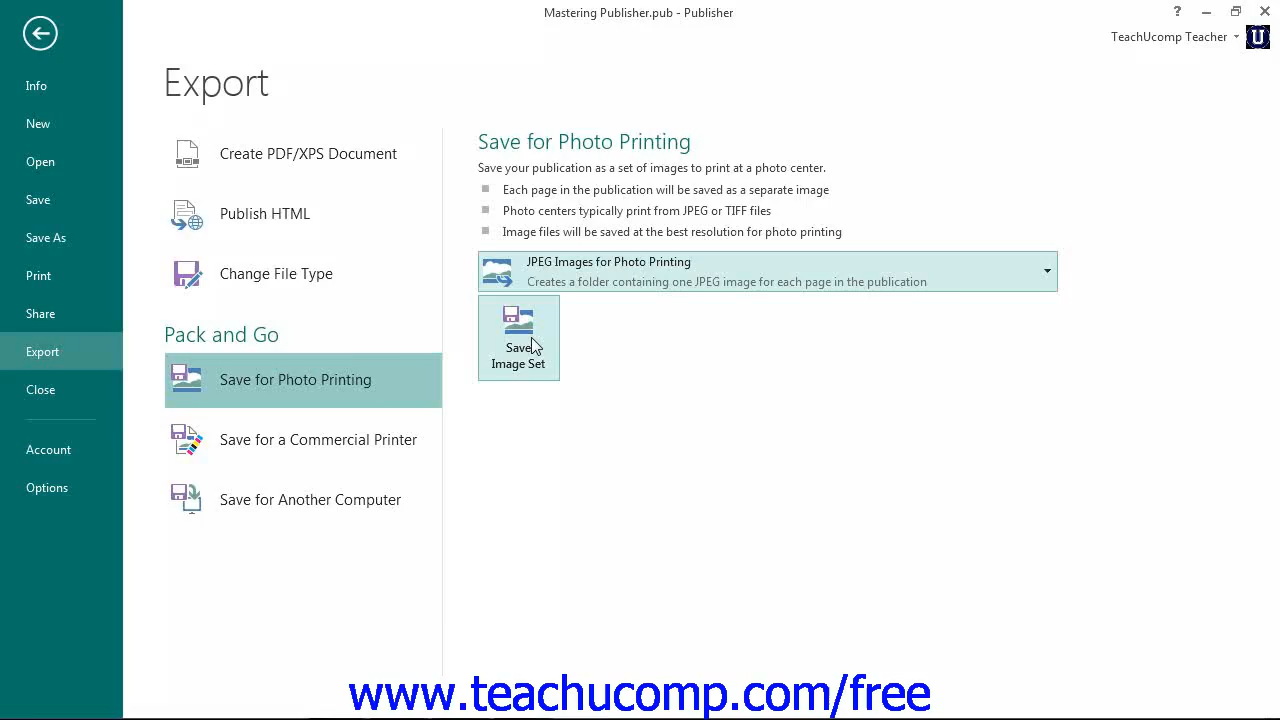 Mastering Publisher.pub - Publisher
?
TeachUcomp Teacher
U
Info
New
Open
Save
Save As
Print
Share
Export
Close
Account
Options
Export
Create PDF/XPS Document
Publish HTML
Change File Type
Pack and Go
Save for Photo Printing
Save for a Commercial Printer
Save for Another Computer
Save for Photo Printing
Save your publication as a set of images to print at a photo center.
Each page in the publication will be saved as a separate image
Photo centers typically print from JPEG or TIFF files
Image files will be saved at the best resolution for photo printing
JPEG Images for Photo Printing
Creates a folder containing one JPEG image for each page in the publication
Save
Image Set
www.teachucomp.com/free